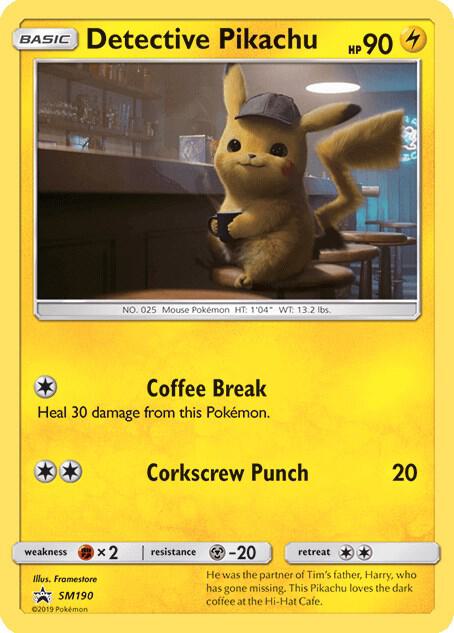 BASIC Detective Pikachu HP 90
NO. 025 Mouse Pokémon HT: 1'04" WT: 13.2 lbs.
Coffee Break
Heal 30 damage from this Pokémon.
Corkscrew Punch 20
weakness ×2 resistance -20 retreat
Illus. Framestore
SM190
©2019 Pokémon
He was the partner of Tim's father, Harry, who
has gone missing. This Pikachu loves the dark
coffee at the Hi-Hat Cafe.